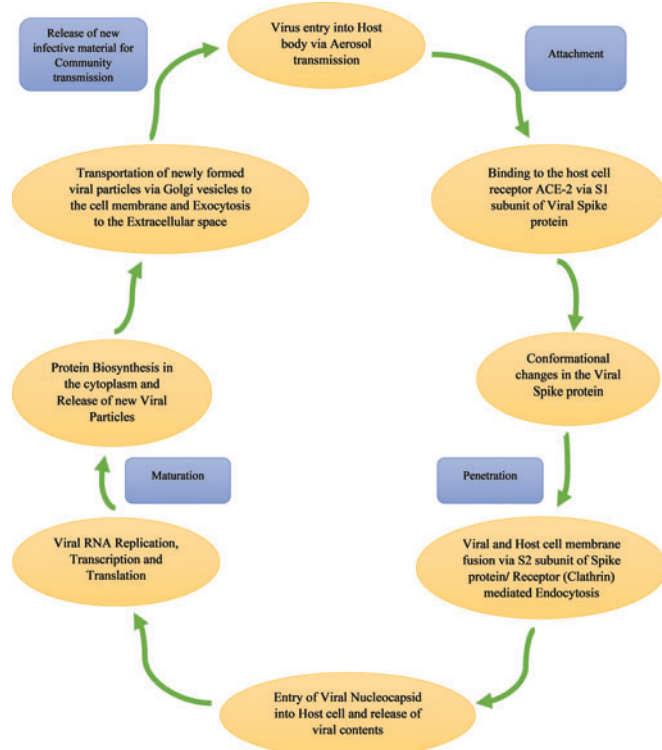 Release of new
infective material for
Community
transmission
Virus entry into Host
body via Aerosol
transmission
Attachment
Transportation of newly formed
viral particles via Golgi vesicles to
the cell membrane and Exocytosis
to the Extracellular space
Binding to the host cell
receptor ACE-2 via S1
subunit of Viral Spike
protein
Protein Biosynthesis in
the cytoplasm and
Release of new Viral
Particles
Conformational
changes in the Viral
Spike protein
Maturation
Penetration
Viral RNA Replication,
Transcription and
Translation
Viral and Host cell membrane
fusion via S2 subunit of Spike
protein/ Receptor (Clathrin)
mediated Endocytosis
Entry of Viral Nucleocapsid
into Host cell and release of
viral contents